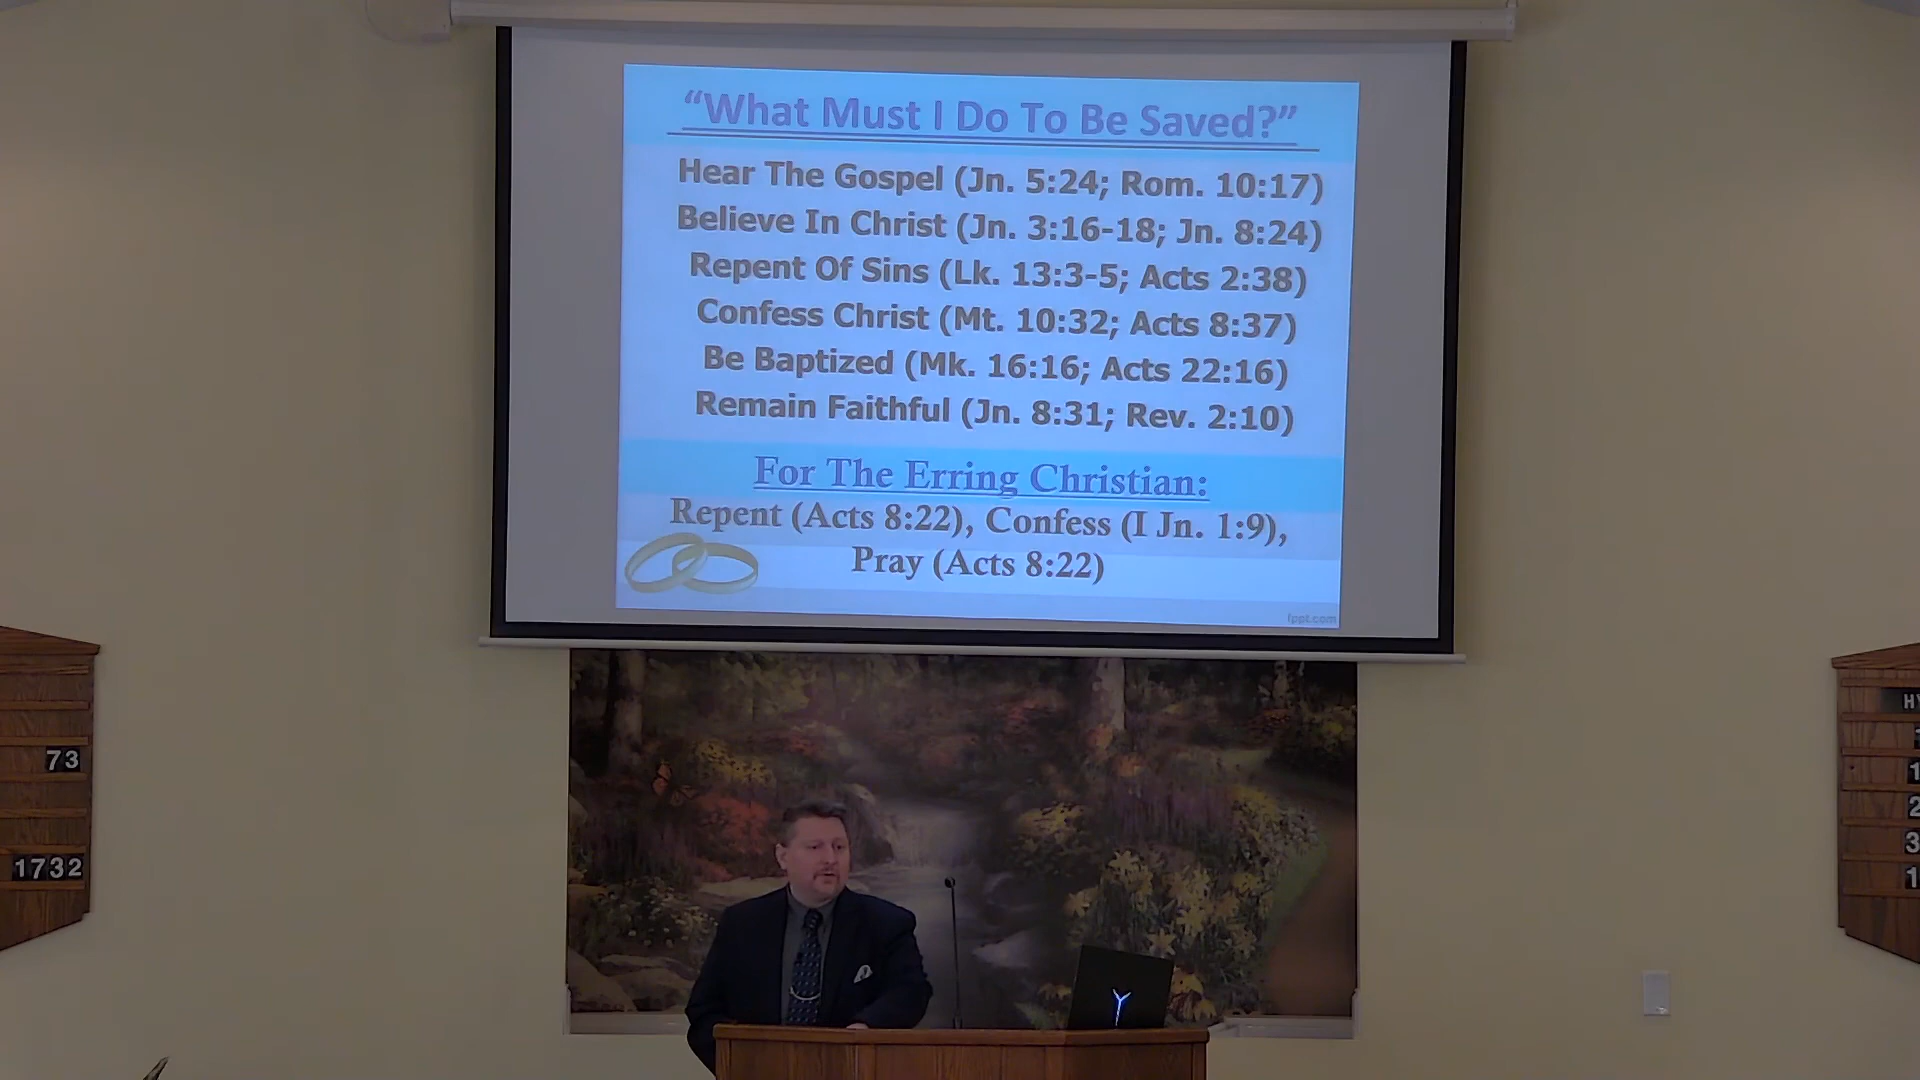 “What Must I Do To Be Saved?”
Hear The Gospel (Jn. 5:24; Rom. 10:17)
Believe In Christ (Jn. 3:16-18; Jn. 8:24)
Repent Of Sins (Lk. 13:3-5; Acts 2:38)
Confess Christ (Mt. 10:32; Acts 8:37)
Be Baptized (Mk. 16:16; Acts 22:16)
Remain Faithful (Jn. 8:31; Rev. 2:10)
For The Erring Christian:
Repent (Acts 8:22), Confess (I Jn. 1:9),
Pray (Acts 8:22)
fppt.com
73
1732